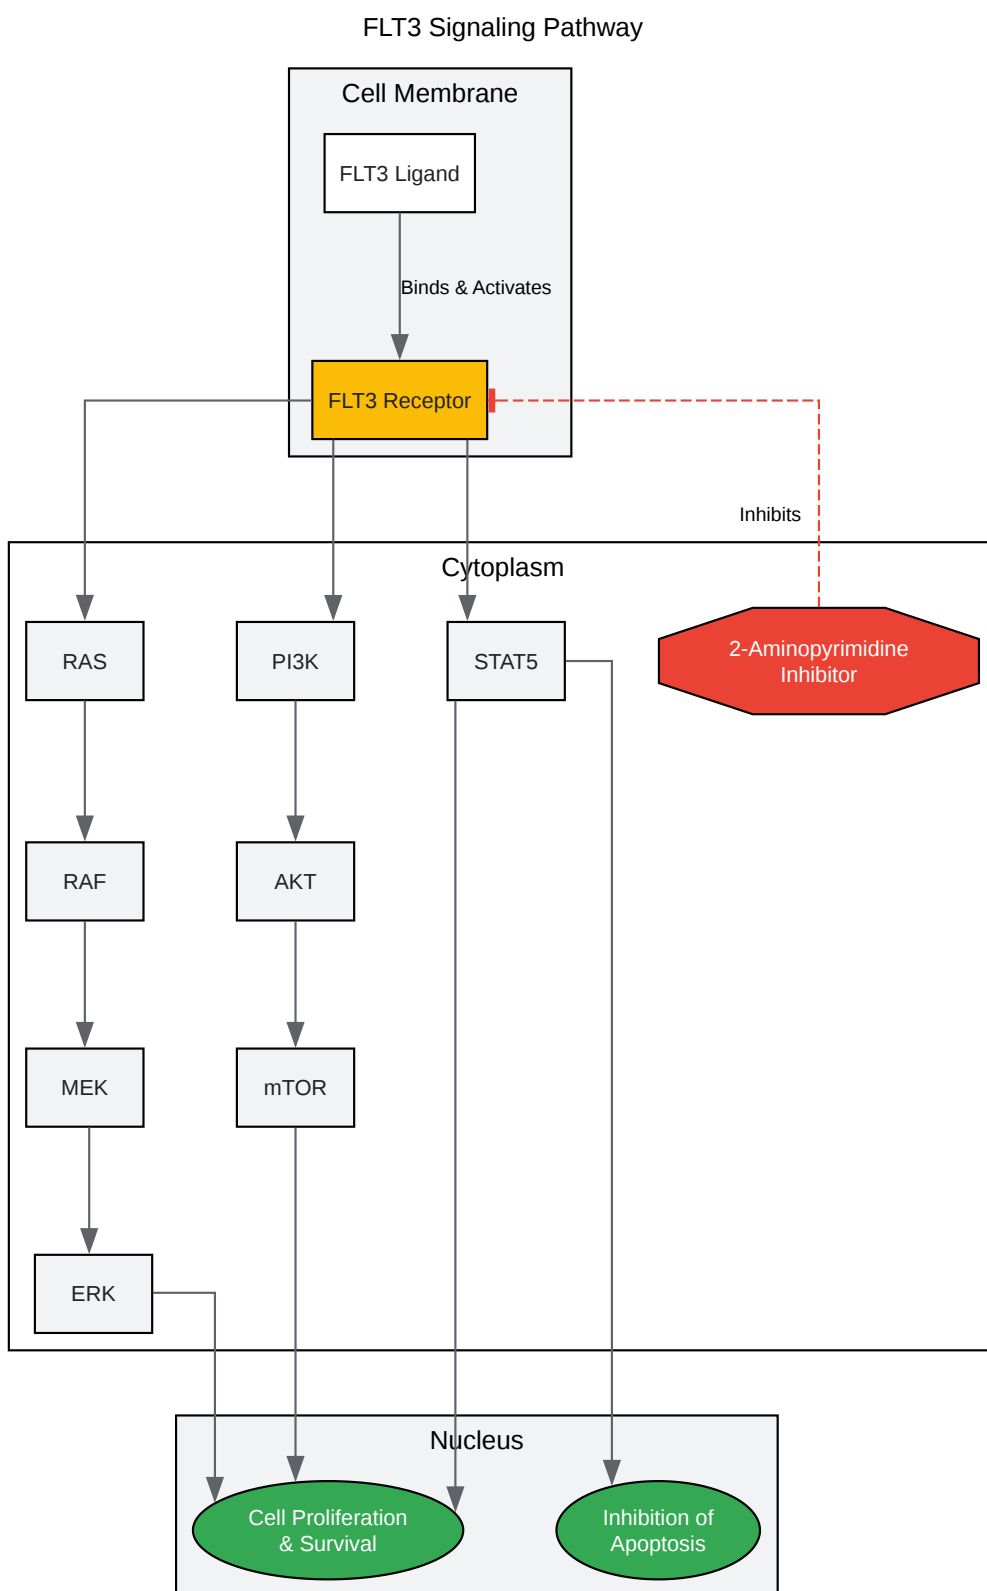 FLT3 Signaling Pathway
Cell Membrane
FLT3 Ligand
Binds & Activates
FLT3 Receptor
Inhibits
Cytoplasm
RAS
PI3K
STAT5
2-Aminopyrimidine
Inhibitor
RAF
AKT
MEK
mTOR
ERK
Nucleus
Cell Proliferation
& Survival
Inhibition of
Apoptosis